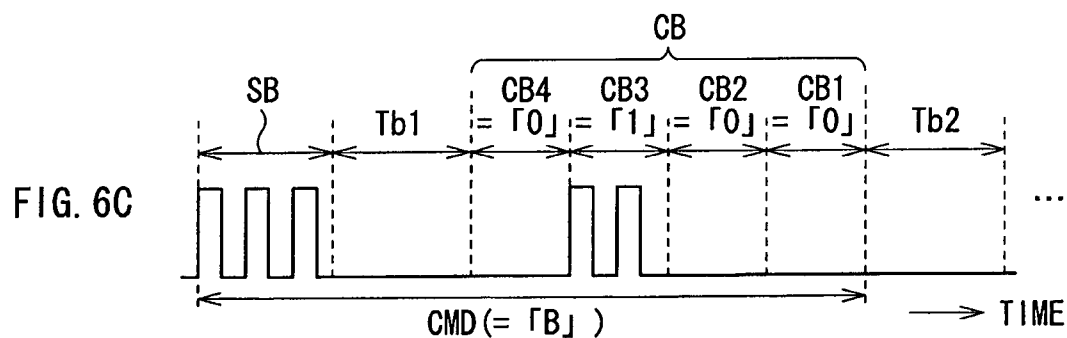 CB
SB
CB4 CB3 CB2 CB1
Tb1 = 「0」 = 「1」 = 「0」 = 「0」 Tb2
FIG. 6C
...
CMD (= 「B」 )
TIME